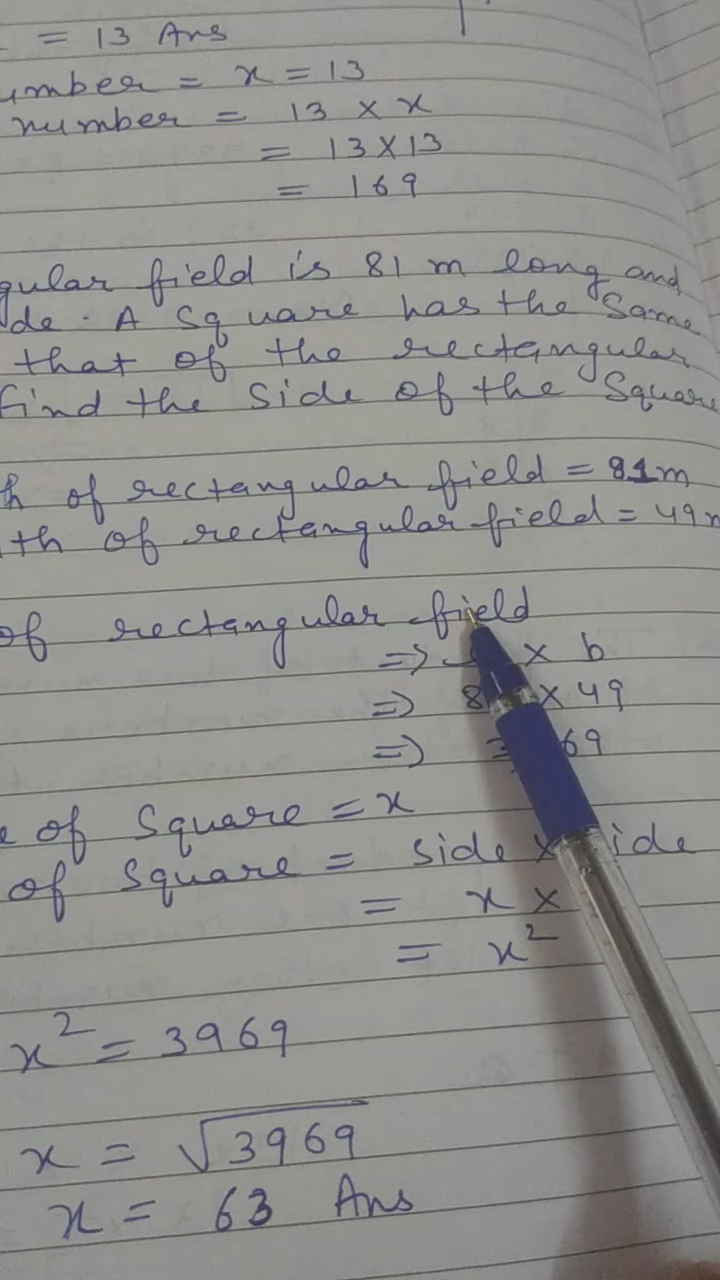 = 13 Ans
umber = x = 13
number = 13 × x
= 13×13
= 169
gular field is 81 m long and
de. A Square has the Same
that of the rectangular
find the side of the Square
h of rectangular field = 81m
th of rectangular field = 49
of rectangular field
=> × b
=> 8 × 49
=> 69
e of Square = x
of Square = side × ide
= x ×
= x²
x² = 3969
x = √3969
x = 63 Ans